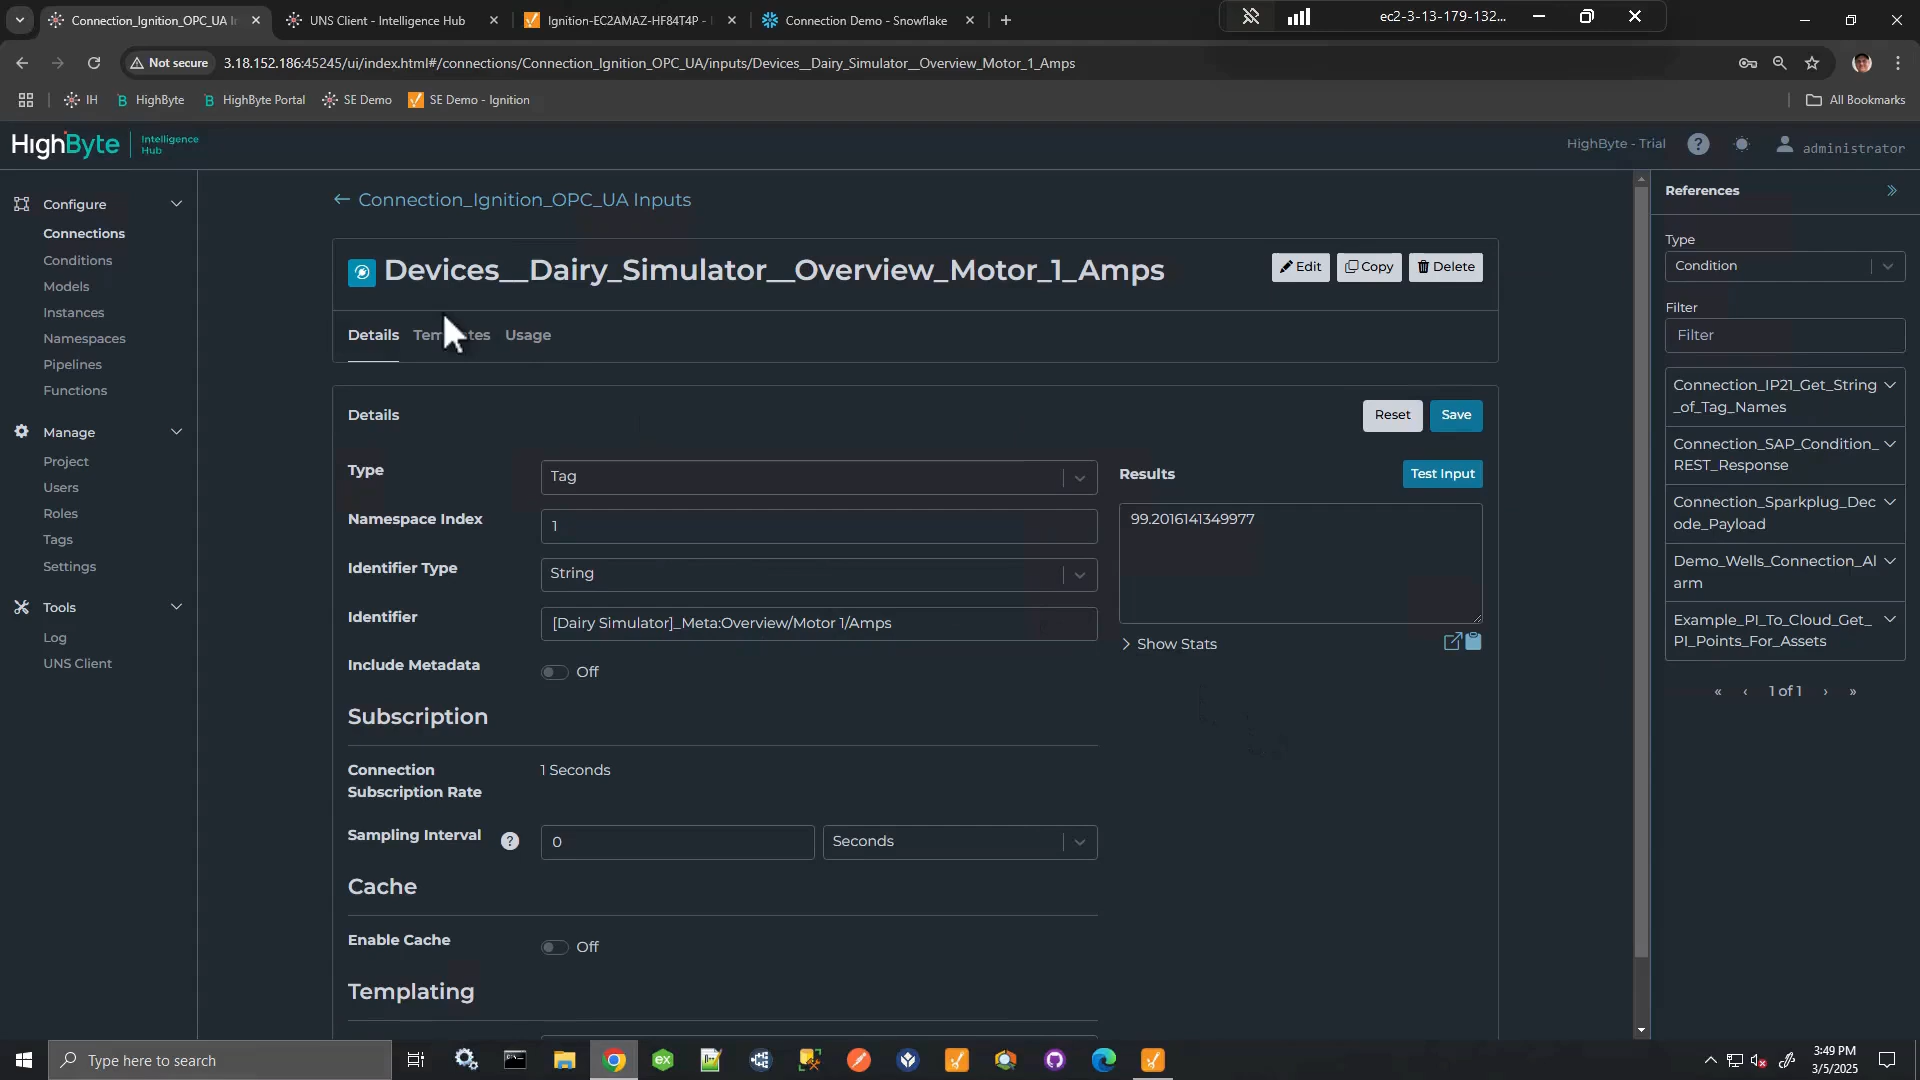 Connection_Ignition_OPC_UA I
UNS Client - Intelligence Hub
Ignition-EC2AMAZ-HF84T4P -
Connection Demo - Snowflake
ec2-3-13-179-132...
Not secure
3.18.152.186:45245/ui/index.html#/connections/Connection_Ignition_OPC_UA/inputs/Devices__Dairy_Simulator__Overview_Motor_1_Amps
IH
HighByte
HighByte Portal
SE Demo
SE Demo - Ignition
All Bookmarks
HighByte
Intelligence
Hub
HighByte - Trial
administrator
Configure
Connections
Conditions
Models
Instances
Namespaces
Pipelines
Functions
Manage
Project
Users
Roles
Tags
Settings
Tools
Log
UNS Client
← Connection_Ignition_OPC_UA Inputs
Devices__Dairy_Simulator__Overview_Motor_1_Amps
Edit
Copy
Delete
Details
Usage
Details
Reset
Save
Type
Tag
Namespace Index
1
Identifier Type
String
Identifier
[Dairy Simulator]_Meta:Overview/Motor 1/Amps
Include Metadata
Off
Subscription
Connection
Subscription Rate
1 Seconds
Sampling Interval
?
0
Seconds
Cache
Enable Cache
Off
Templating
Results
Test Input
99.2016141349977
> Show Stats
References
Type
Condition
Filter
Filter
Connection_IP21_Get_String
_of_Tag_Names
Connection_SAP_Condition_
REST_Response
Connection_Sparkplug_Dec
ode_Payload
Demo_Wells_Connection_Al
arm
Example_PI_To_Cloud_Get_
PI_Points_For_Assets
« ‹ 1 of 1 › »
Type here to search
3:49 PM
3/5/2025